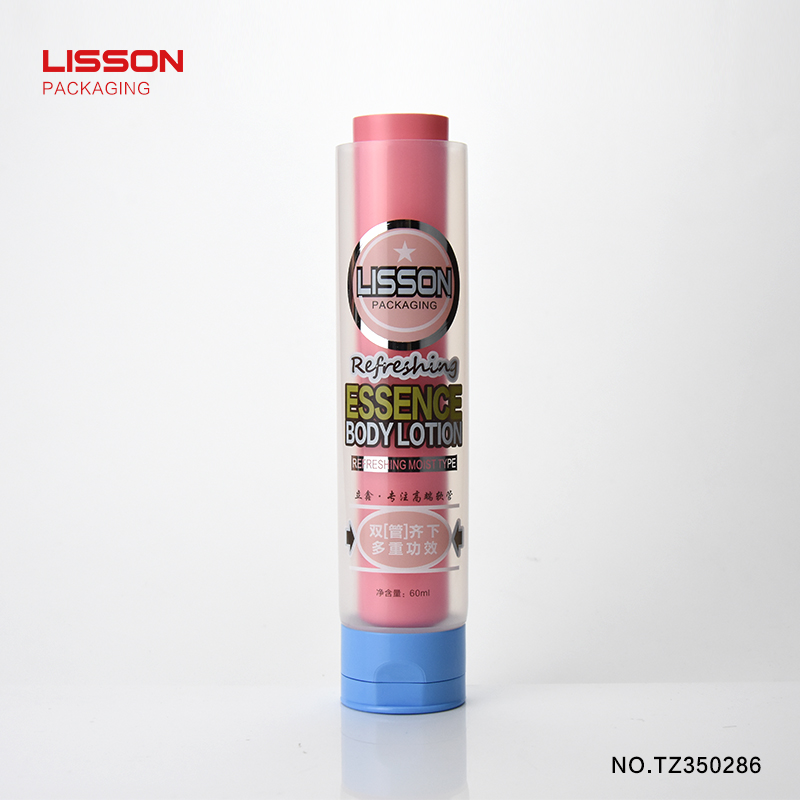 LISSON
PACKAGING
LISSON
PACKAGING
Refreshing
ESSENCE
BODY LOTION
REFRESHING MOIST TYPE
立鑫·专注高端软管
双[管]齐下
多重功效
净含量：60ml
NO.TZ350286